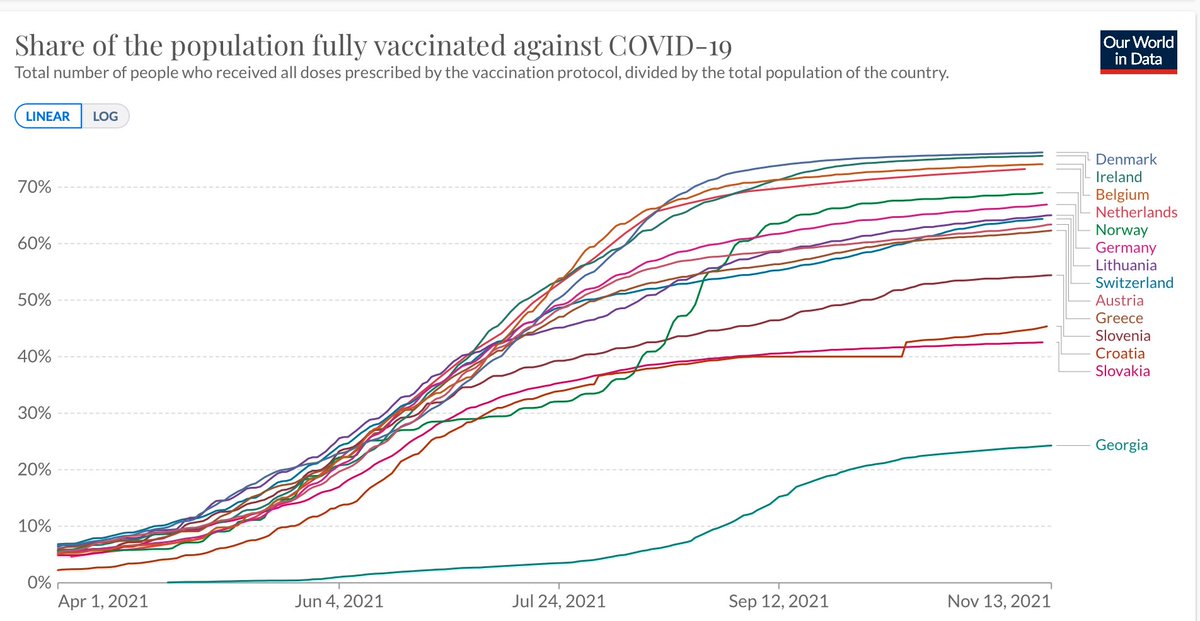 Share of the population fully vaccinated against COVID-19
Our World
in Data
Total number of people who received all doses prescribed by the vaccination protocol, divided by the total population of the country.
LINEAR LOG
70%
60%
50%
40%
30%
20%
10%
0%
Denmark
Ireland
Belgium
Netherlands
Norway
Germany
Lithuania
Switzerland
Austria
Greece
Slovenia
Croatia
Slovakia
Georgia
Apr 1, 2021 Jun 4, 2021 Jul 24, 2021 Sep 12, 2021 Nov 13, 2021